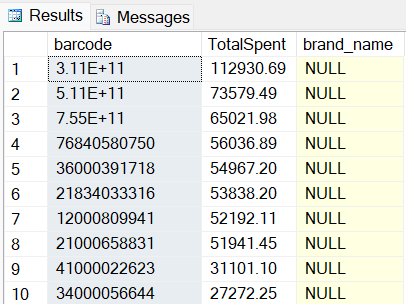 Results Messages
barcode TotalSpent brand_name
1 3.11E+11 112930.69 NULL
2 5.11E+11 73579.49 NULL
3 7.55E+11 65021.98 NULL
4 76840580750 56036.89 NULL
5 36000391718 54967.20 NULL
6 21834033316 53838.20 NULL
7 12000809941 52192.11 NULL
8 21000658831 51941.45 NULL
9 41000022623 31101.10 NULL
10 34000056644 27272.25 NULL